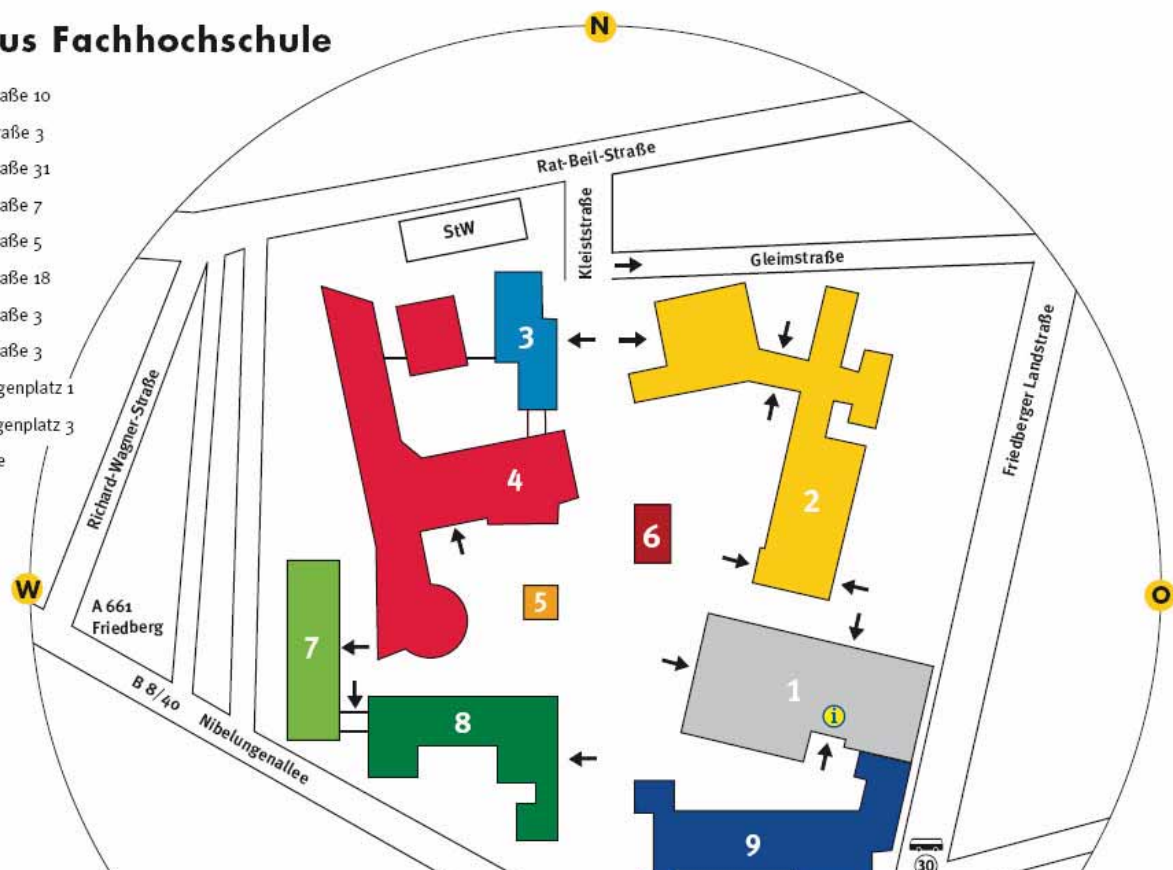 us Fachhochschule
aße 10
raße 3
aße 31
aße 7
aße 5
aße 18
aße 3
aße 3
genplatz 1
genplatz 3
e
N
Rat-Beil-Straße
StW
Kleiststraße
Gleimstraße
3
Friedberger Landstraße
Richard-Wagner-Straße
4
2
6
W
O
A 661
Friedberg
5
7
1
i
B 8/40
Nibelungenallee
8
9
30